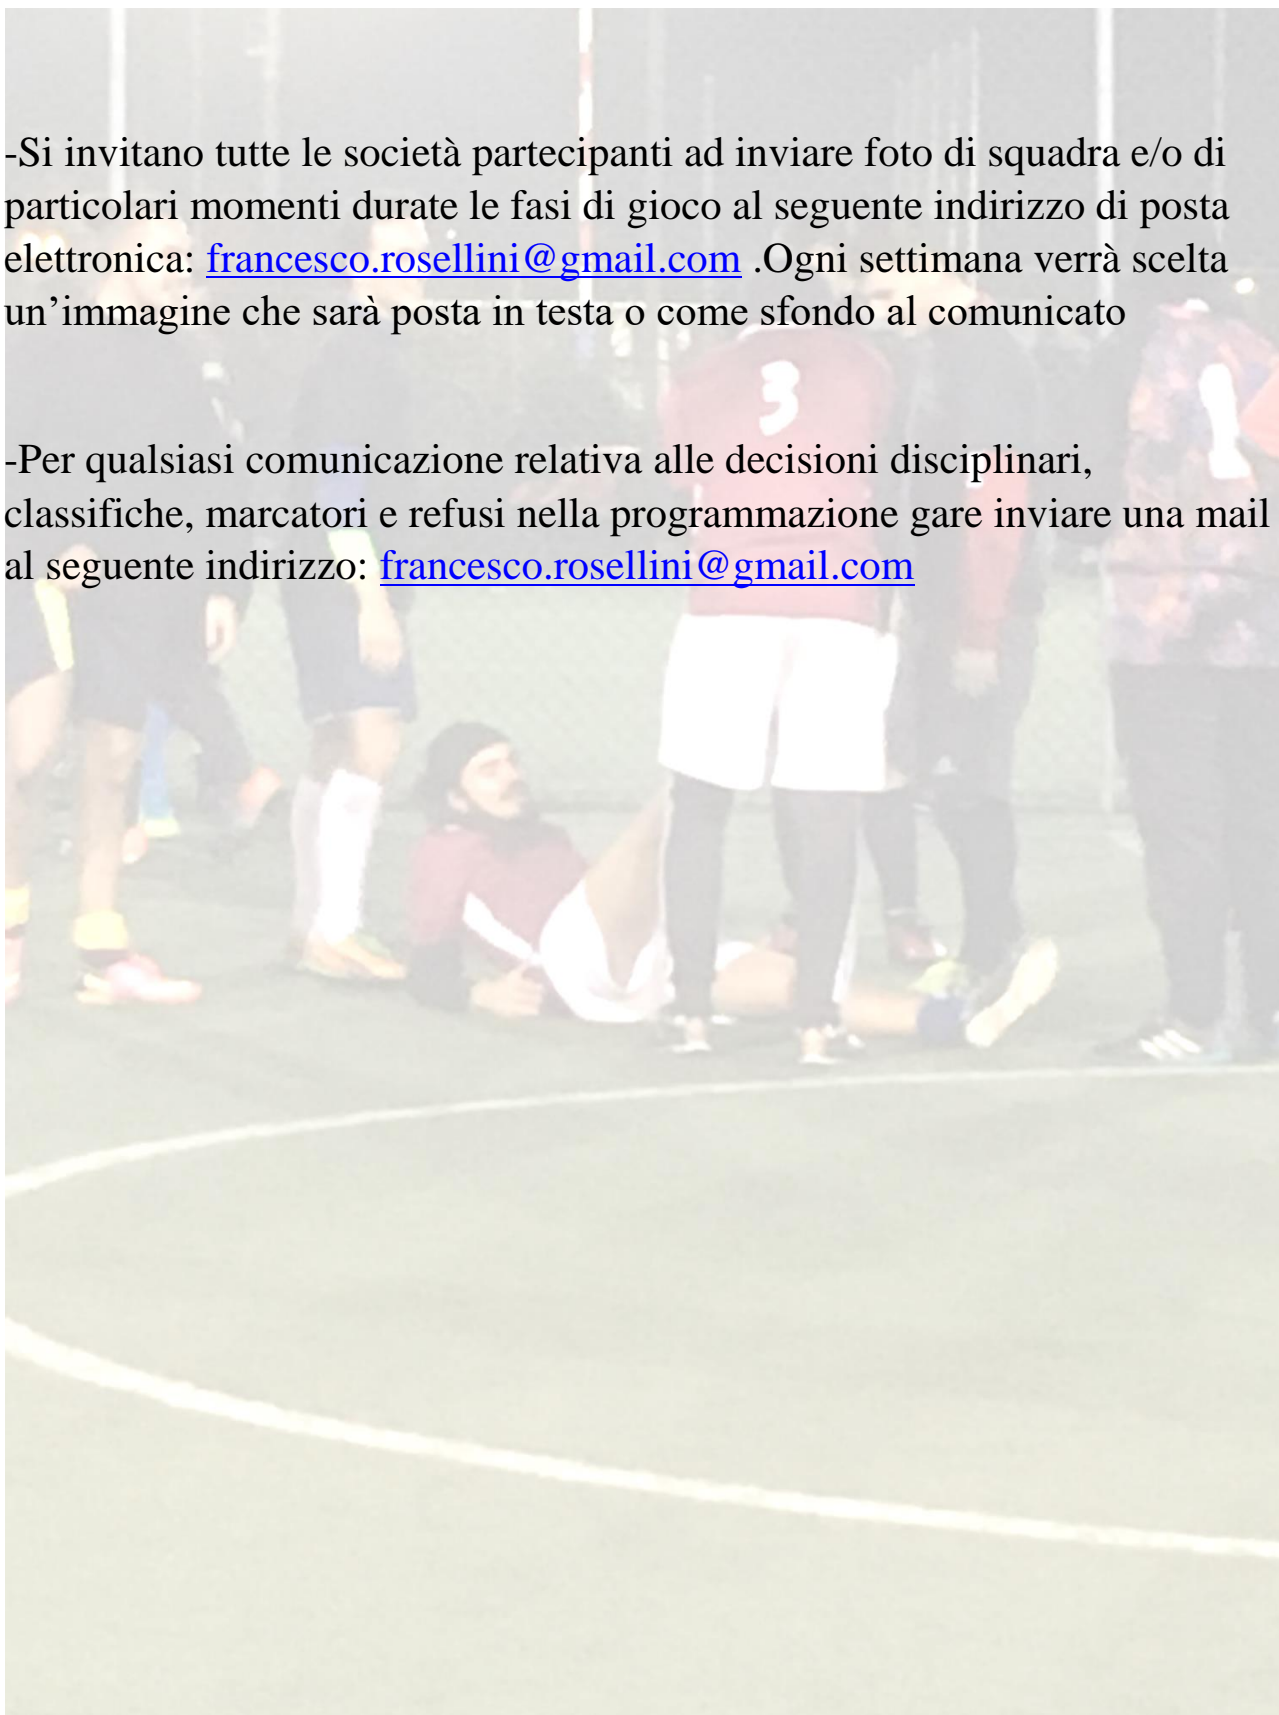 -Si invitano tutte le società partecipanti ad inviare foto di squadra e/o di
particolari momenti durate le fasi di gioco al seguente indirizzo di posta
elettronica: francesco.rosellini@gmail.com .Ogni settimana verrà scelta
un’immagine che sarà posta in testa o come sfondo al comunicato
3
1
-Per qualsiasi comunicazione relativa alle decisioni disciplinari,
classifiche, marcatori e refusi nella programmazione gare inviare una mail
al seguente indirizzo: francesco.rosellini@gmail.com